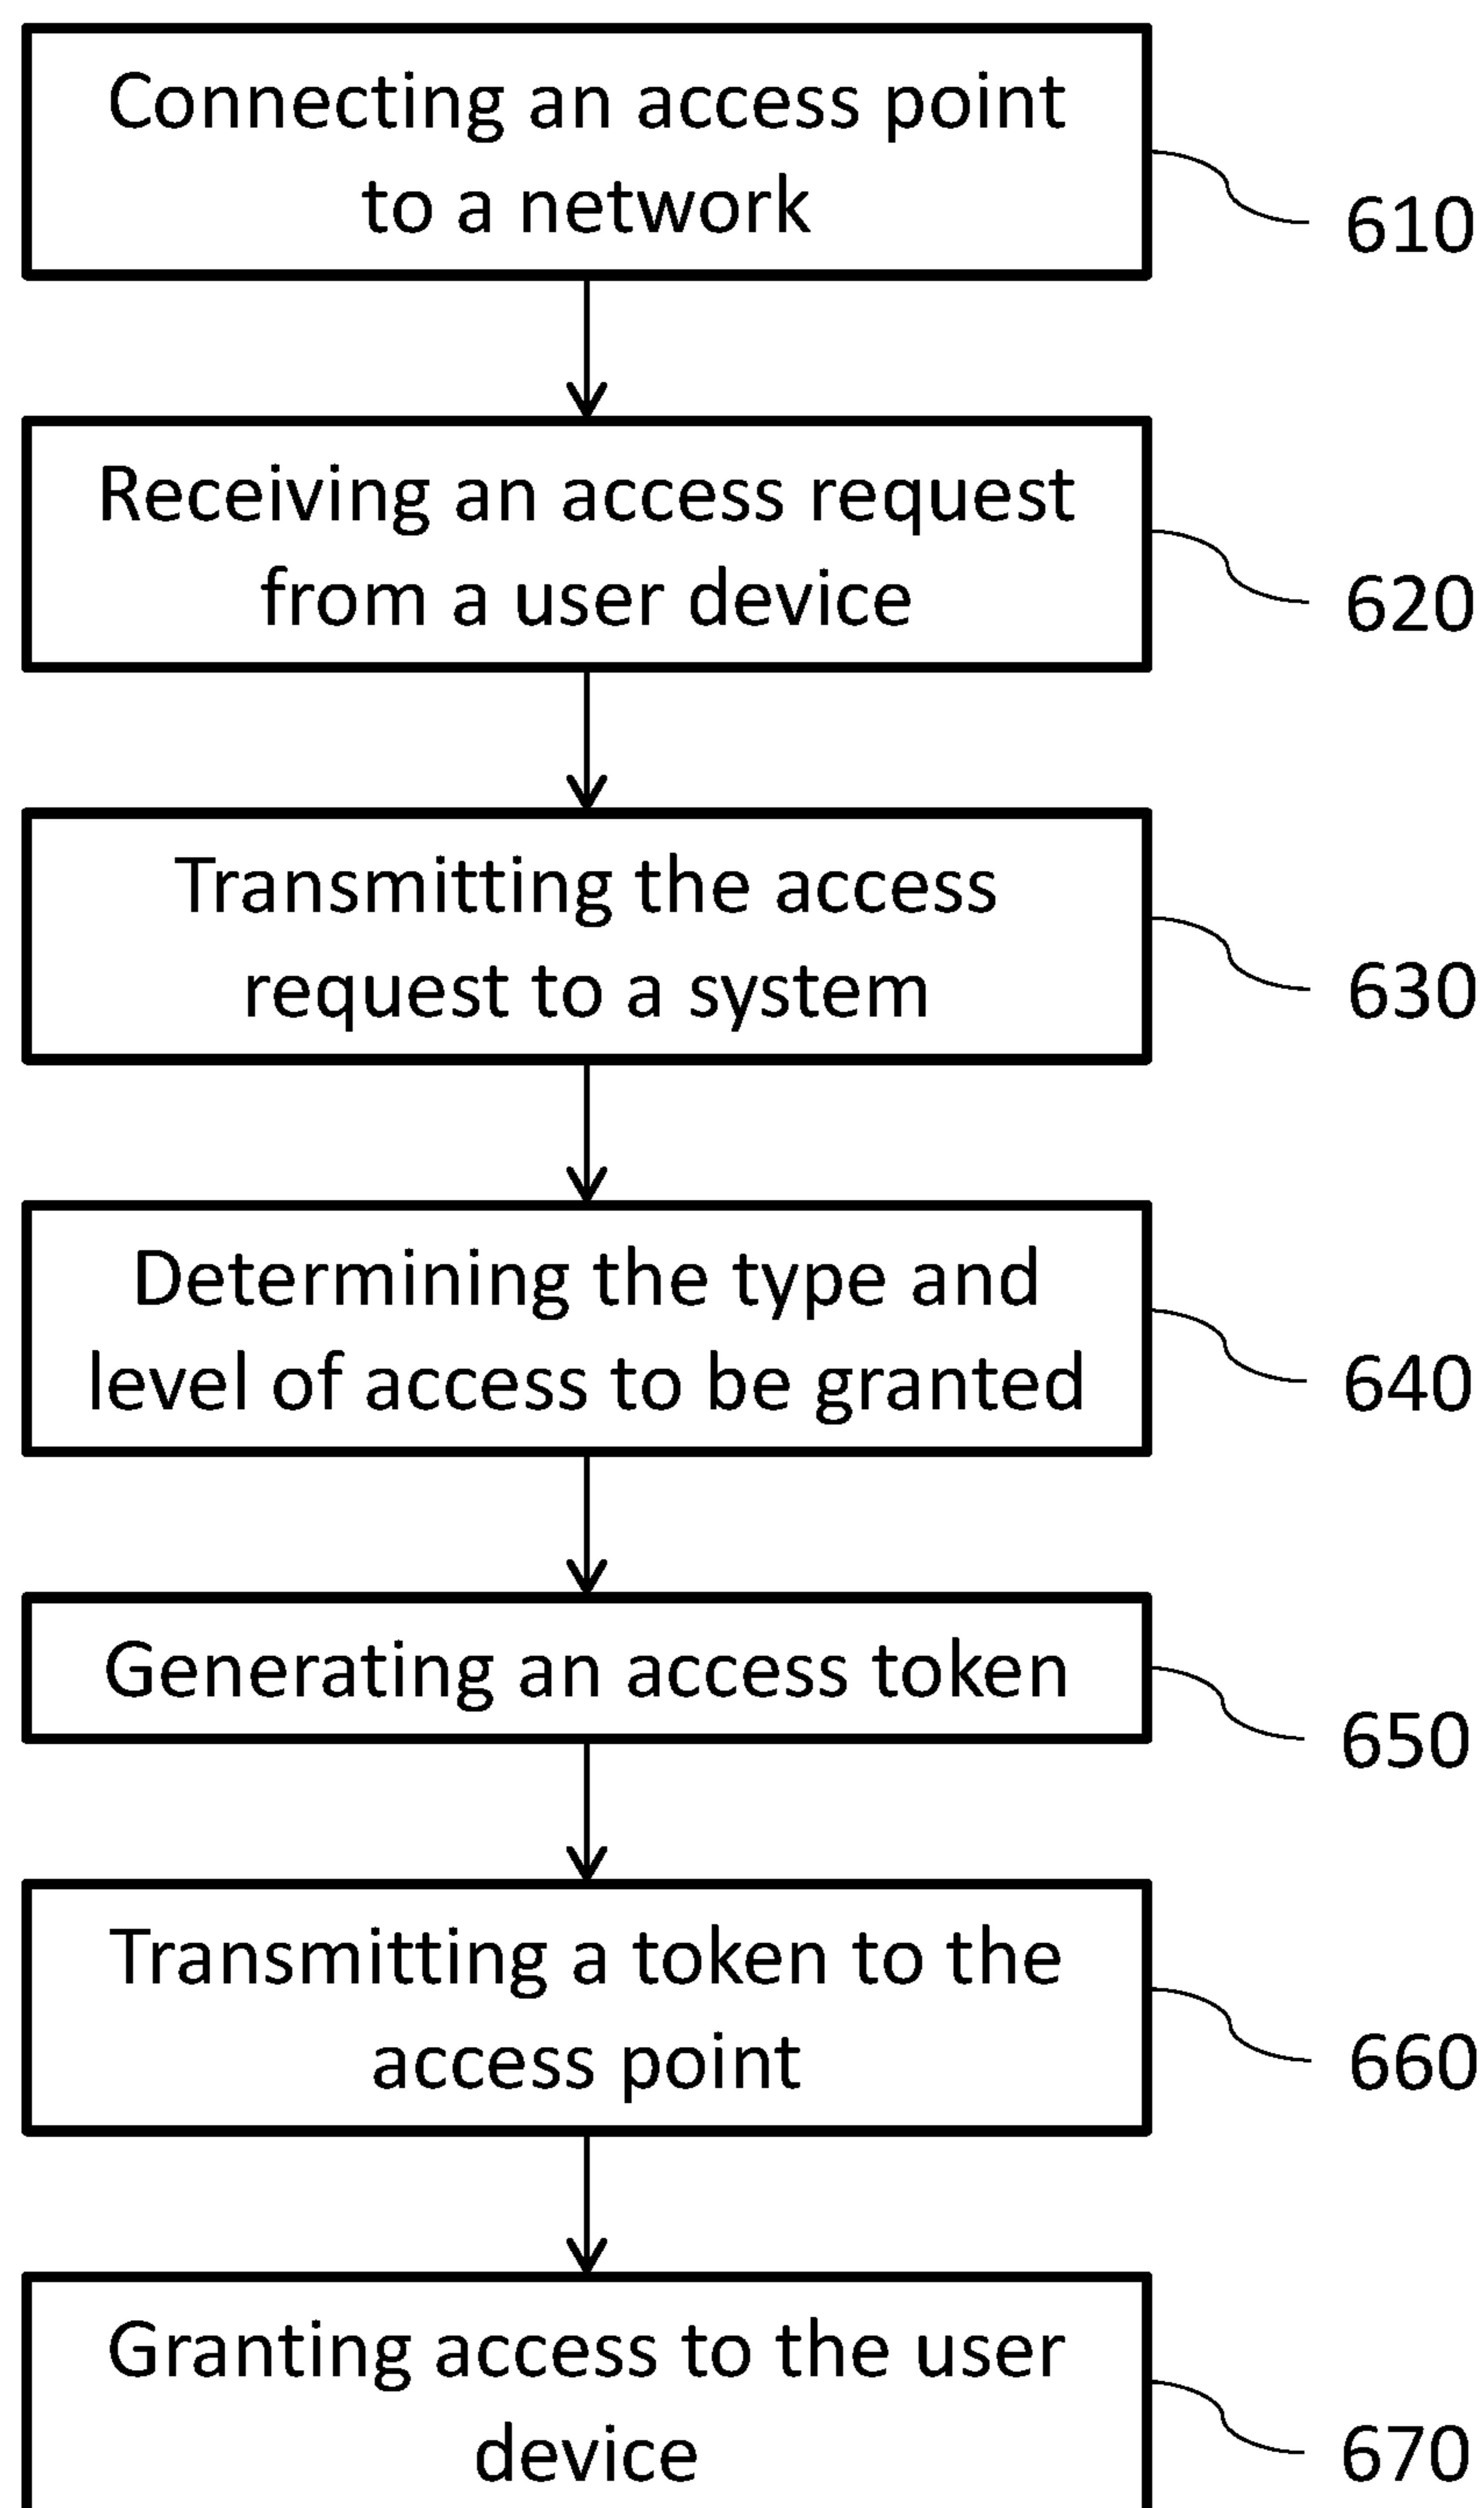 Connecting an access point
to a network
610
Receiving an access request
from a user device
620
Transmitting the access
request to a system
630
Determining the type and
level of access to be granted
640
Generating an access token
650
Transmitting a token to the
access point
660
Granting access to the user
device
670